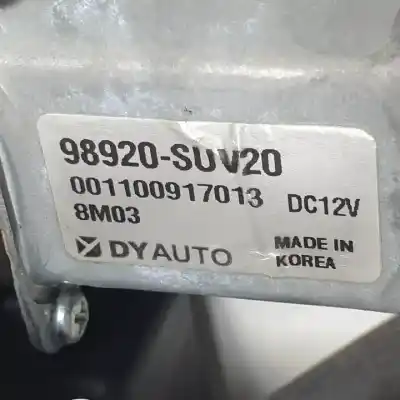 98920-SUV20
001100917013 DC12V
8M03
DYAUTO MADE IN
KOREA